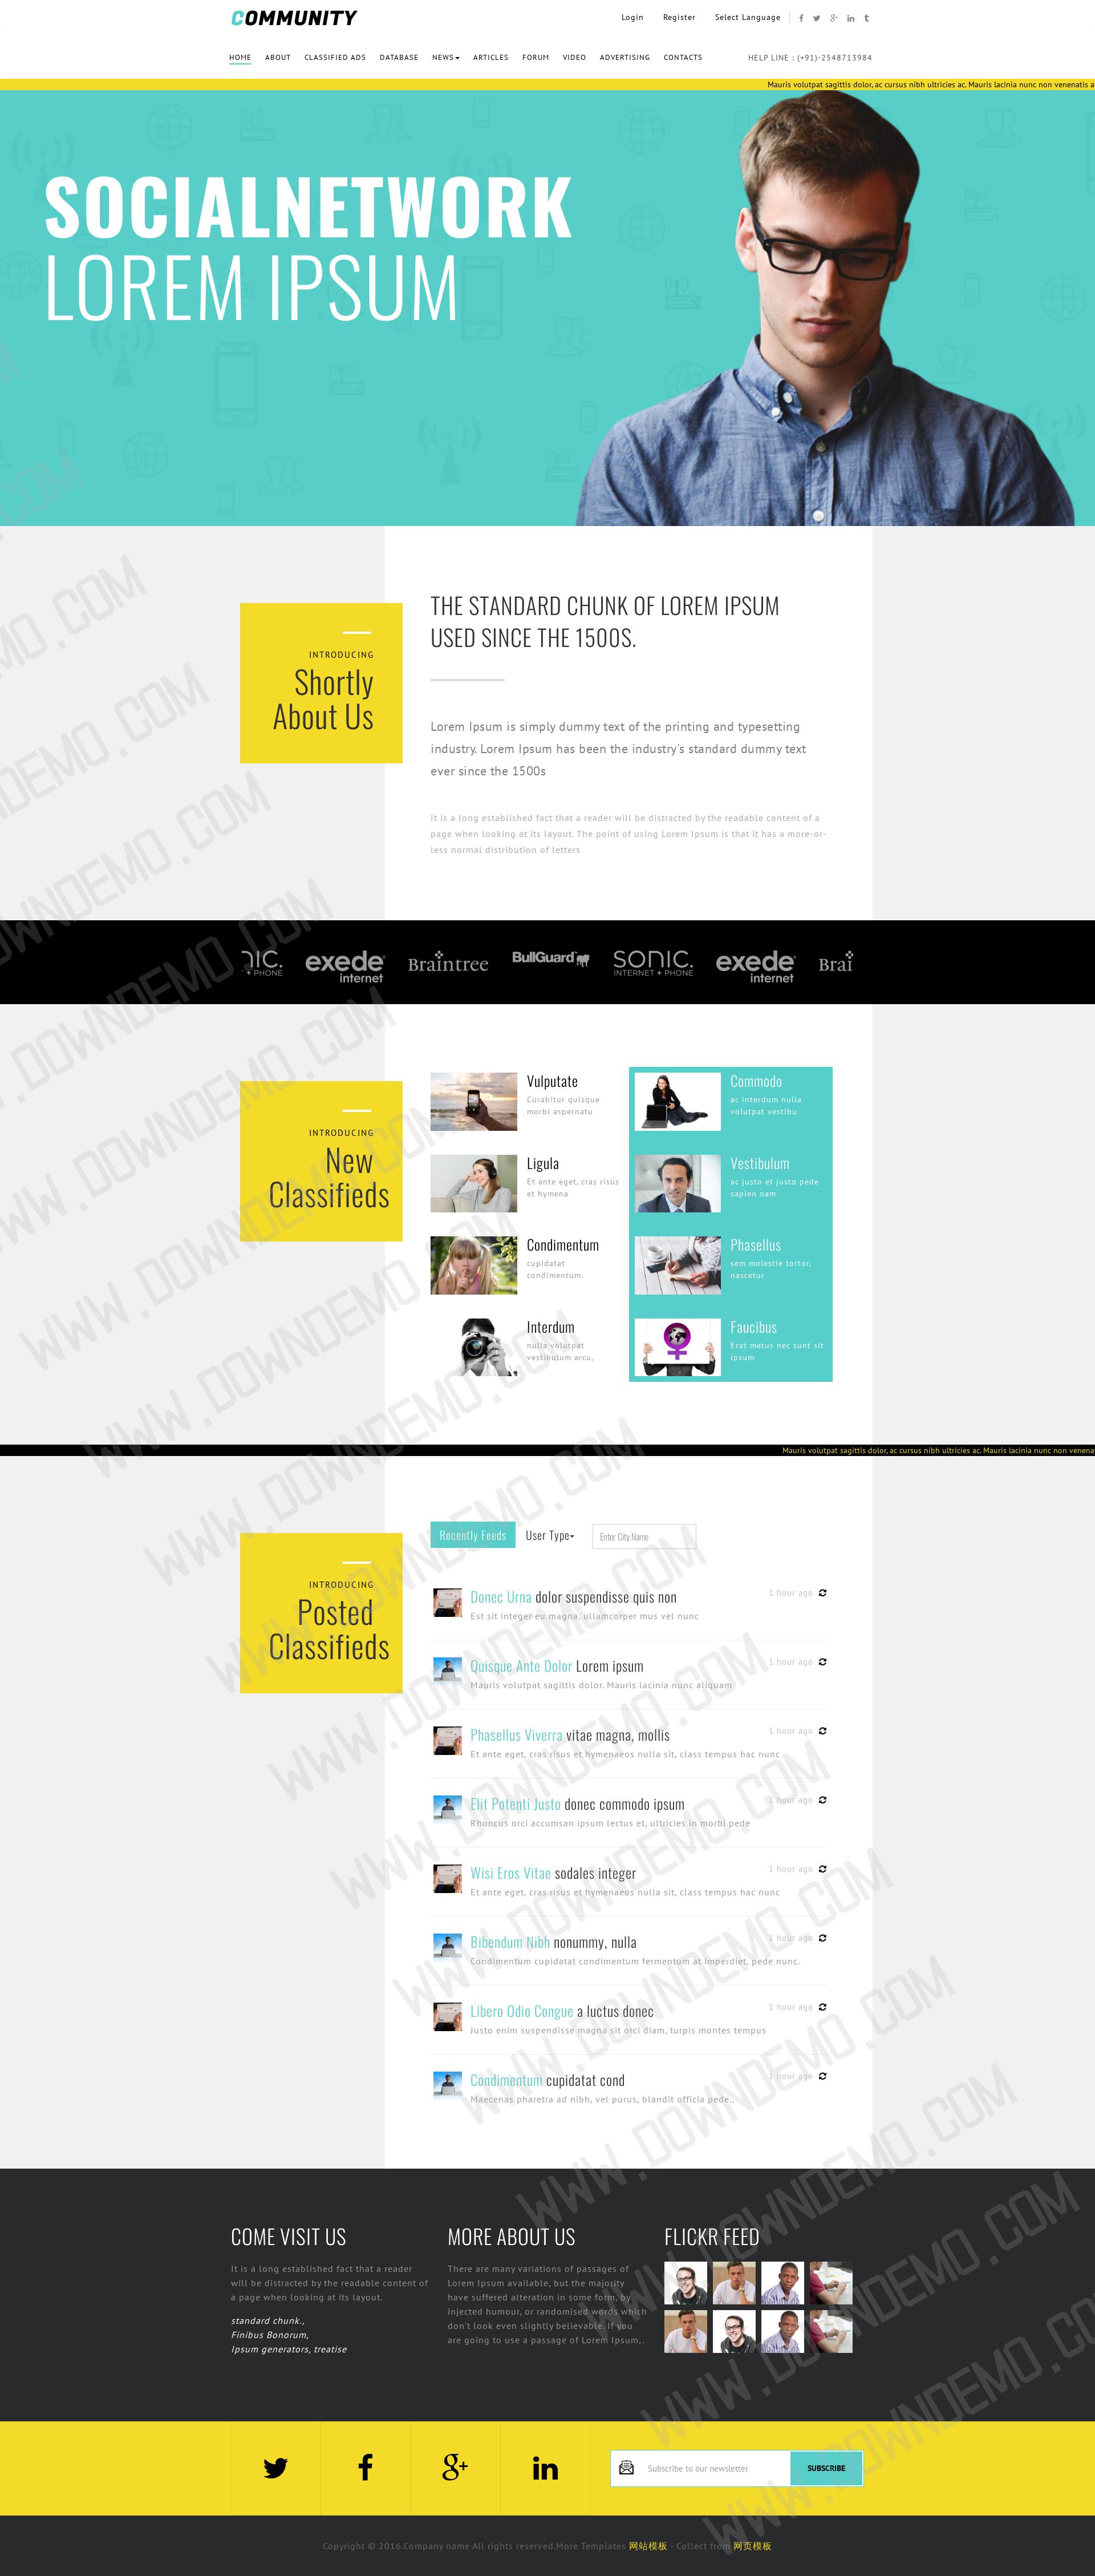 COMMUNITY
Login Register Select Language
HOME ABOUT CLASSIFIED ADS DATABASE NEWS ARTICLES FORUM VIDEO ADVERTISING CONTACTS HELP LINE : (+91)-2548713984
Mauris volutpat sagittis dolor, ac cursus nibh ultricies ac. Mauris lacinia nunc non venenatis a
SOCIALNETWORK
LOREM IPSUM
INTRODUCING
Shortly
About Us
THE STANDARD CHUNK OF LOREM IPSUM
USED SINCE THE 1500S.
Lorem Ipsum is simply dummy text of the printing and typesetting
industry. Lorem Ipsum has been the industry's standard dummy text
ever since the 1500s
It is a long established fact that a reader will be distracted by the readable content of a
page when looking at its layout. The point of using Lorem Ipsum is that it has a more-or-
less normal distribution of letters
exede internet
Braintree
BullGuard
sonic. INTERNET + PHONE
exede internet
Brai
INTRODUCING
New
Classifieds
Vulputate
Curabitur quisque
morbi aspernatu
Commodo
ac interdum nulla
volutpat vestibu
Ligula
Et ante eget, cras risus
et hymena
Vestibulum
ac justo et justo pede
sapien nam
Condimentum
cupidatat
condimentum.
Phasellus
sem molestie tortor,
nascetur
Interdum
nulla volutpat
vestibulum arcu,
Faucibus
Erat metus nec sunt sit
ipsum
Mauris volutpat sagittis dolor, ac cursus nibh ultricies ac. Mauris lacinia nunc non venena
INTRODUCING
Posted
Classifieds
Recently Feeds User Type Enter City Name
Donec Urna dolor suspendisse quis non 1 hour ago
Est sit integer eu magna, ullamcorper mus vel nunc
Quisque Ante Dolor Lorem ipsum 1 hour ago
Mauris volutpat sagittis dolor. Mauris lacinia nunc aliquam
Phasellus Viverra vitae magna, mollis 1 hour ago
Et ante eget, cras risus et hymenaeos nulla sit, class tempus hac nunc
Elit Potenti Justo donec commodo ipsum 1 hour ago
Rhoncus orci accumsan ipsum lectus et, ultricies in morbi pede
Wisi Eros Vitae sodales integer 1 hour ago
Et ante eget, cras risus et hymenaeos nulla sit, class tempus hac nunc
Bibendum Nibh nonummy, nulla 1 hour ago
Condimentum cupidatat condimentum fermentum at imperdiet, pede nunc.
Libero Odio Congue a luctus donec 1 hour ago
Justo enim suspendisse magna sit orci diam, turpis montes tempus
Condimentum cupidatat cond 1 hour ago
Maecenas pharetra ad nibh, vel purus, blandit officia pede..
COME VISIT US
It is a long established fact that a reader
will be distracted by the readable content of
a page when looking at its layout.
standard chunk.,
Finibus Bonorum,
Ipsum generators, treatise
MORE ABOUT US
There are many variations of passages of
Lorem Ipsum available, but the majority
have suffered alteration in some form, by
injected humour, or randomised words which
don't look even slightly believable. If you
are going to use a passage of Lorem Ipsum,.
FLICKR FEED
Subscribe to our newsletter SUBSCRIBE
Copyright © 2016.Company name All rights reserved.More Templates 网站模板 - Collect from 网页模板
WWW.DOWNDEMO.COM